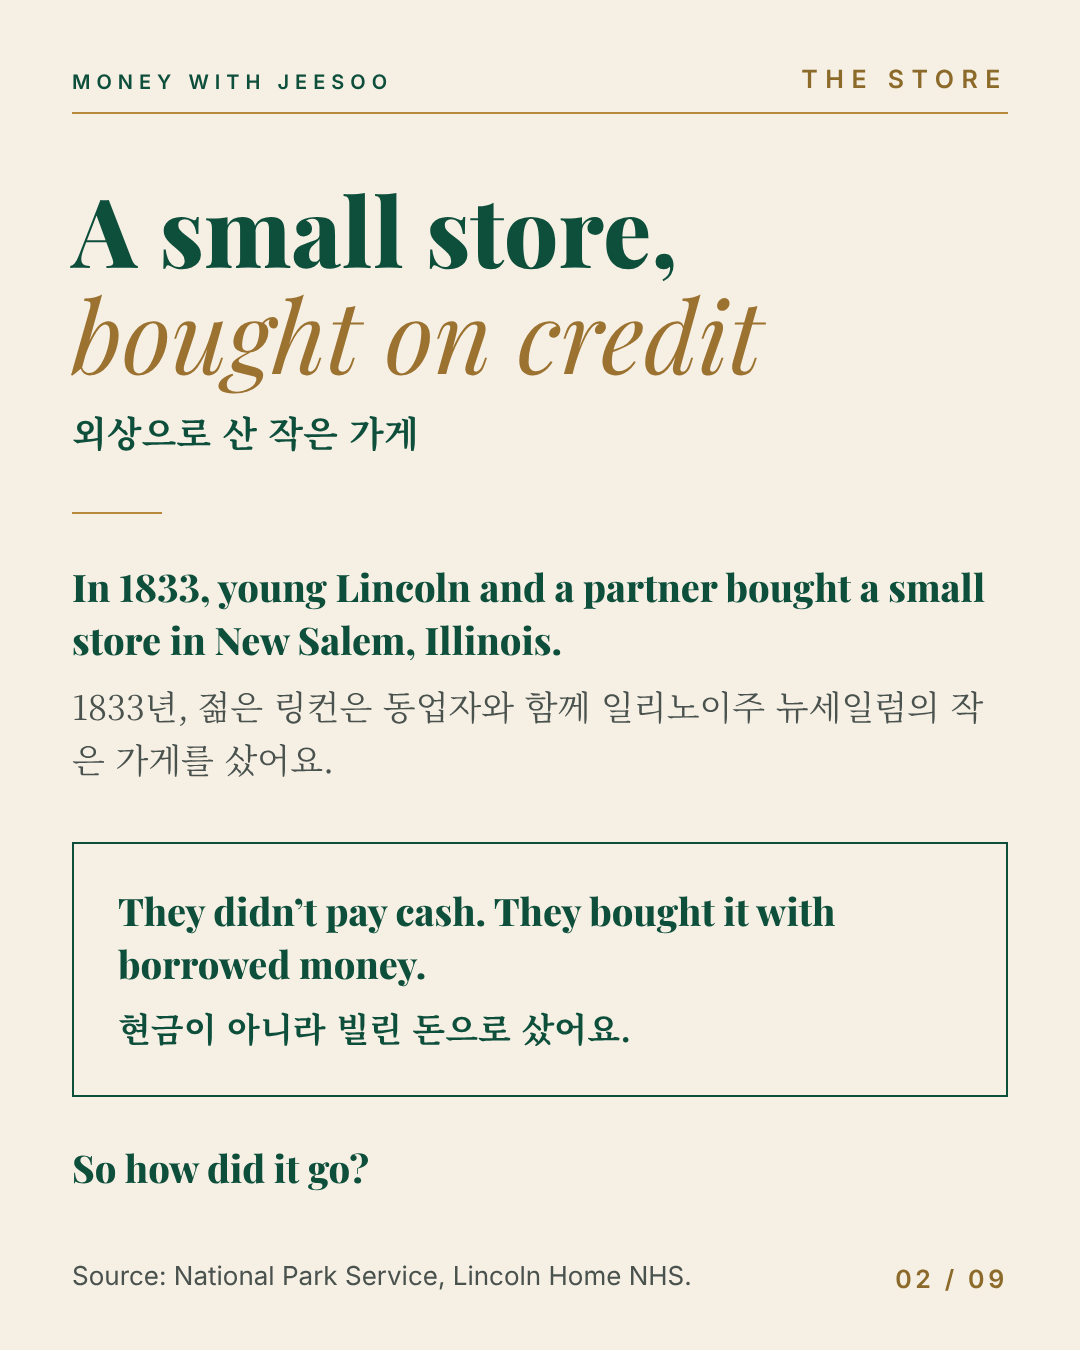 MONEY WITH JEESOO
THE STORE
A small store,
bought on credit
외상으로 산 작은 가게
In 1833, young Lincoln and a partner bought a small
store in New Salem, Illinois.
1833년, 젊은 링컨은 동업자와 함께 일리노이주 뉴세일럼의 작
은 가게를 샀어요.
They didn’t pay cash. They bought it with
borrowed money.
현금이 아니라 빌린 돈으로 샀어요.
So how did it go?
Source: National Park Service, Lincoln Home NHS.
02 / 09